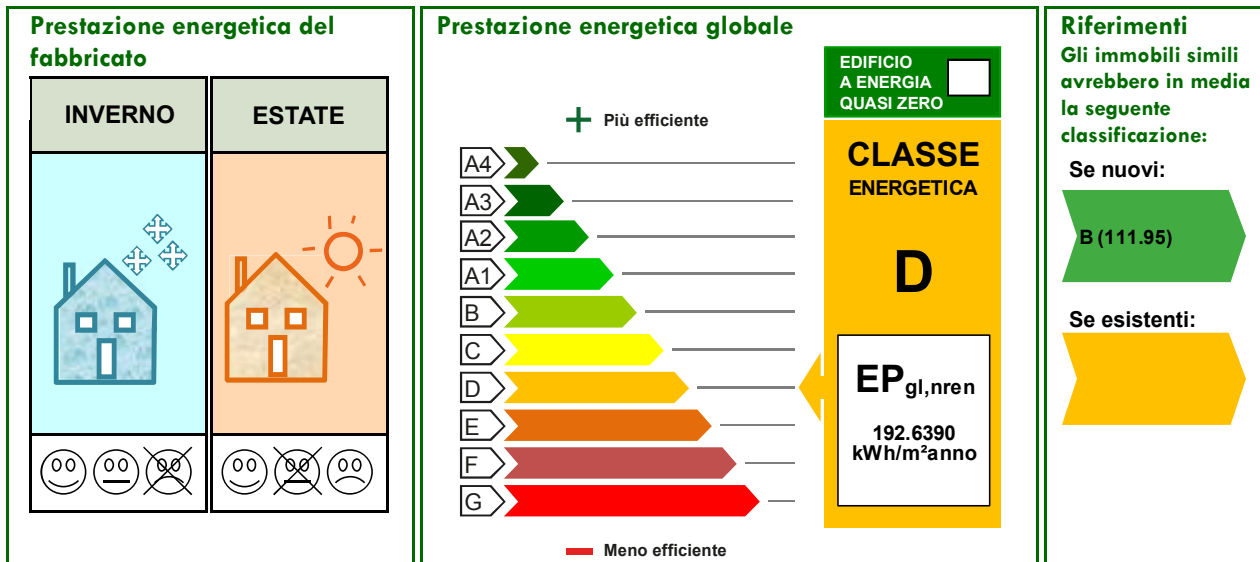 Prestazione energetica del
fabbricato
INVERNO
ESTATE
Prestazione energetica globale
Più efficiente
A4
A3
A2
A1
B
C
D
E
F
G
Meno efficiente
EDIFICIO
A ENERGIA
QUASI ZERO
CLASSE
ENERGETICA
D
EPgl,nren
192.6390
kWh/m²anno
Riferimenti
Gli immobili simili
avrebbero in media
la seguente
classificazione:
Se nuovi:
B (111.95)
Se esistenti: